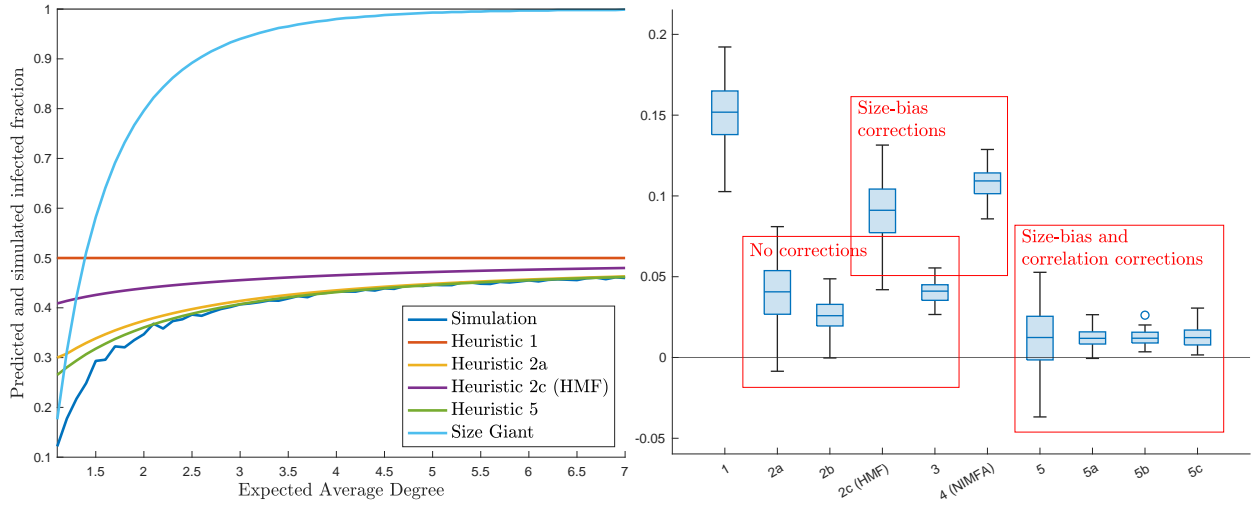 Predicted and simulated infected fraction
1
0.9
0.8
0.7
0.6
0.5
0.4
0.3
0.2
0.1
1.5
2
2.5
3
3.5
4
4.5
5
5.5
6
6.5
7
Expected Average Degree
Simulation
Heuristic 1
Heuristic 2a
Heuristic 2c (HMF)
Heuristic 5
Size Giant
0.2
0.15
0.1
0.05
0
-0.05
Size-bias
corrections
No corrections
Size-bias and
correlation corrections
1
2a
2b
2c (HMF)
3
4 (NIMFA)
5
5a
5b
5c